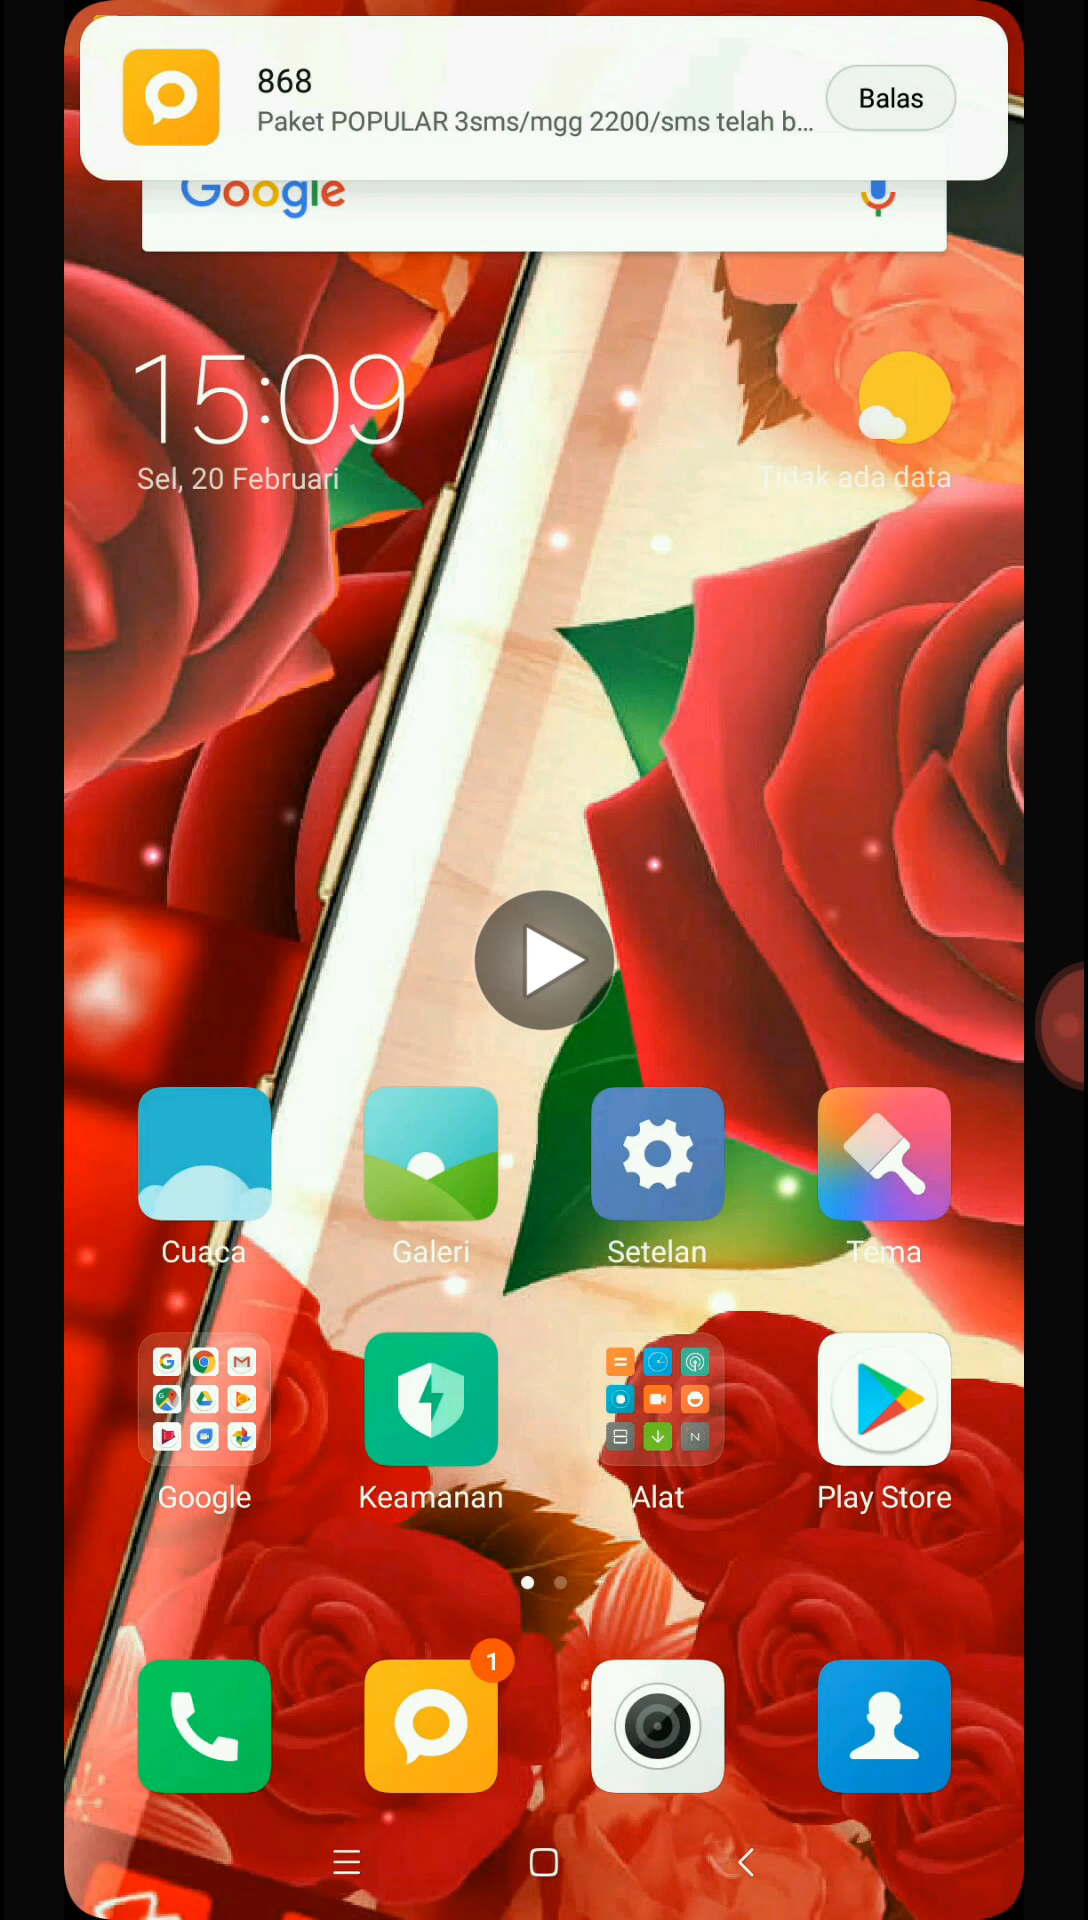 868
Paket POPULAR 3sms/mgg 2200/sms telah b...
Balas
Google
15:09
Sel, 20 Februari
Tidak ada data
Cuaca
Galeri
Setelan
Tema
Google
Keamanan
Alat
Play Store
1